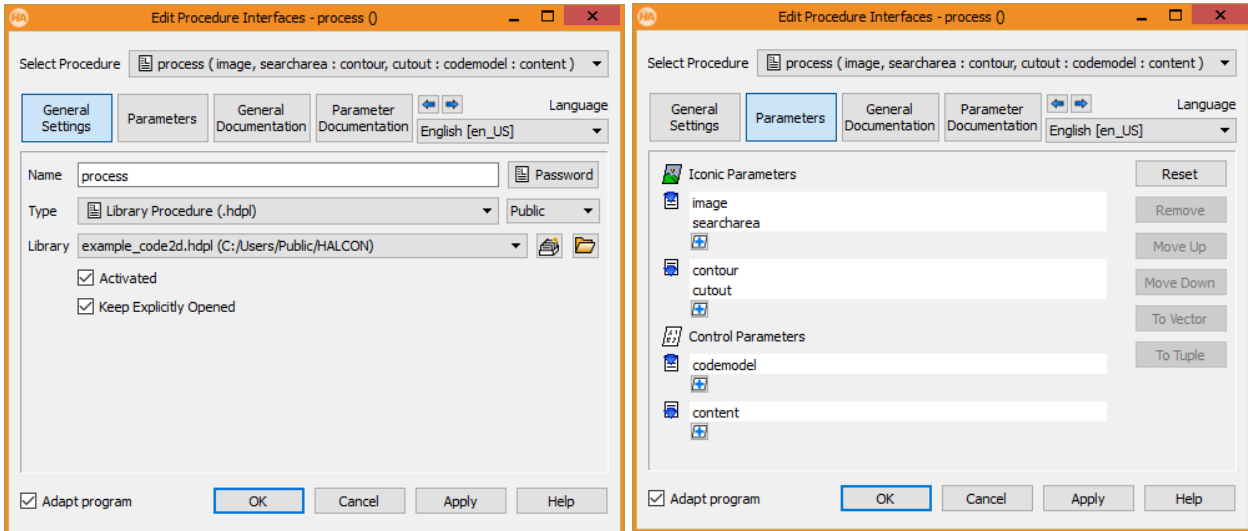 HA Edit Procedure Interfaces - process ()
Select Procedure process ( image, searcharea : contour, cutout : codemodel : content )
General Settings
Parameters
General Documentation
Parameter Documentation
Language
English [en_US]
Name process Password
Type Library Procedure (.hdpl) Public
Library example_code2d.hdpl (C:/Users/Public/HALCON)
Activated
Keep Explicitly Opened
Adapt program OK Cancel Apply Help
HA Edit Procedure Interfaces - process ()
Select Procedure process ( image, searcharea : contour, cutout : codemodel : content )
General Settings
Parameters
General Documentation
Parameter Documentation
Language
English [en_US]
Iconic Parameters
image
searcharea
contour
cutout
Control Parameters
codemodel
content
Reset
Remove
Move Up
Move Down
To Vector
To Tuple
Adapt program OK Cancel Apply Help